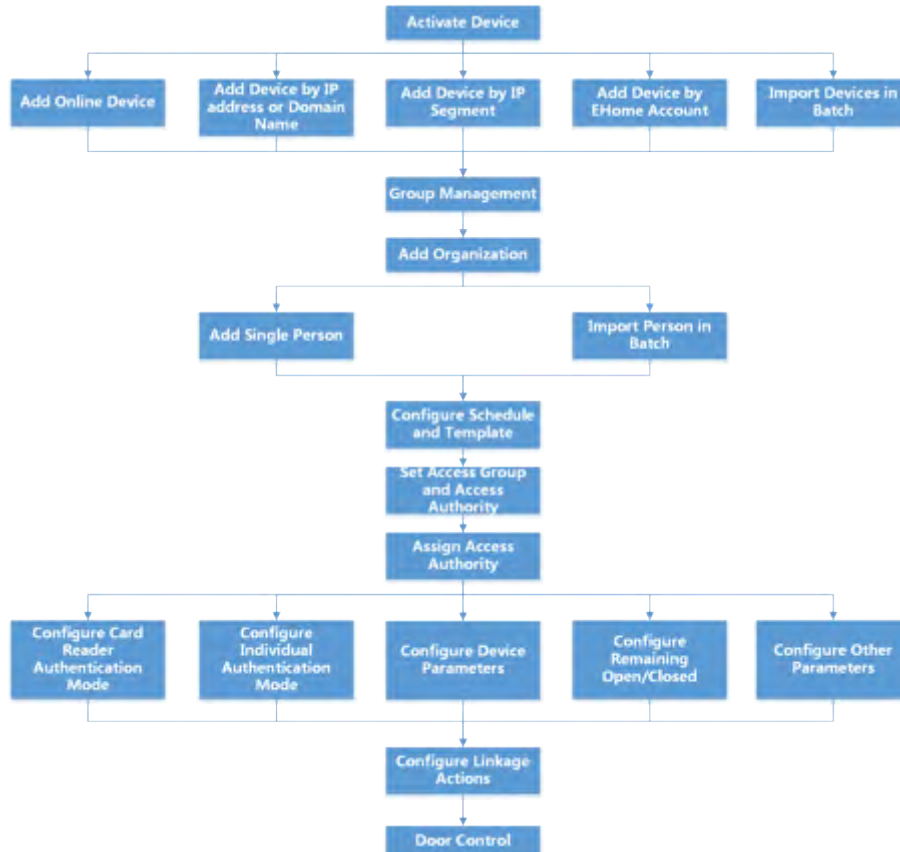 Activate Device
Add Online Device
Add Device by IP
address or Domain
Name
Add Device by IP
Segment
Add Device by
EHome Account
Import Devices in
Batch
Group Management
Add Organization
Add Single Person
Import Person in
Batch
Configure Schedule
and Template
Set Access Group
and Access
Authority
Assign Access
Authority
Configure Card
Reader
Authentication
Mode
Configure
Individual
Authentication
Mode
Configure Device
Parameters
Configure
Remaining
Open/Closed
Configure Other
Parameters
Configure Linkage
Actions
Door Control